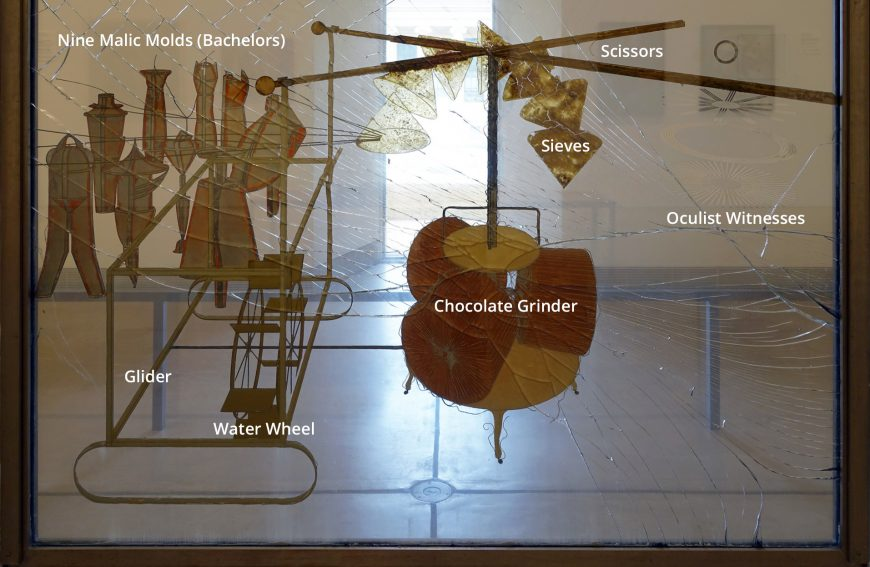 Nine Malic Molds (Bachelors)
Scissors
Sieves
Oculist Witnesses
Chocolate Grinder
Glider
Water Wheel